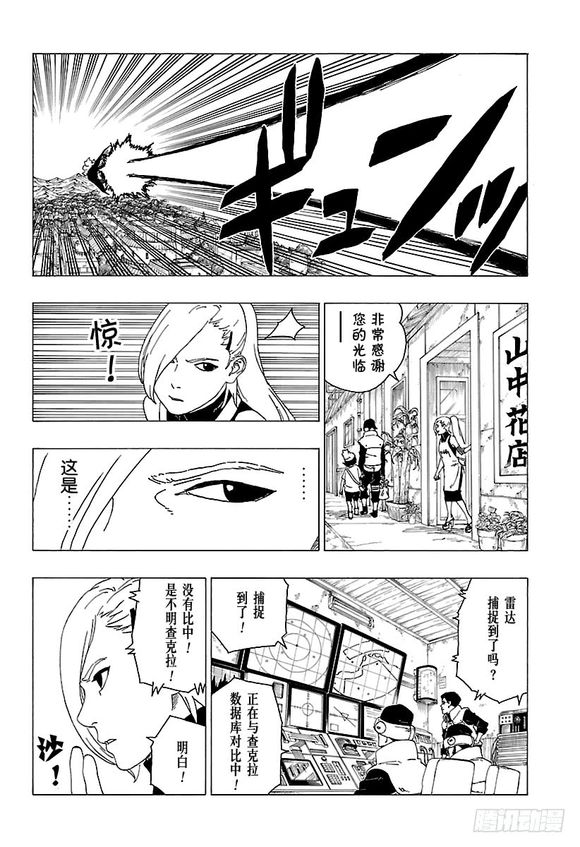 ギュンッ
非常感谢
您的光临
——
山中花店
惊！
……
这是
……
雷达
捕捉到了吗？
捕捉
到了！
正在与查克拉
数据库对比中！
没有比中！
是不明查克拉！
明白！
沙！
腾讯动漫